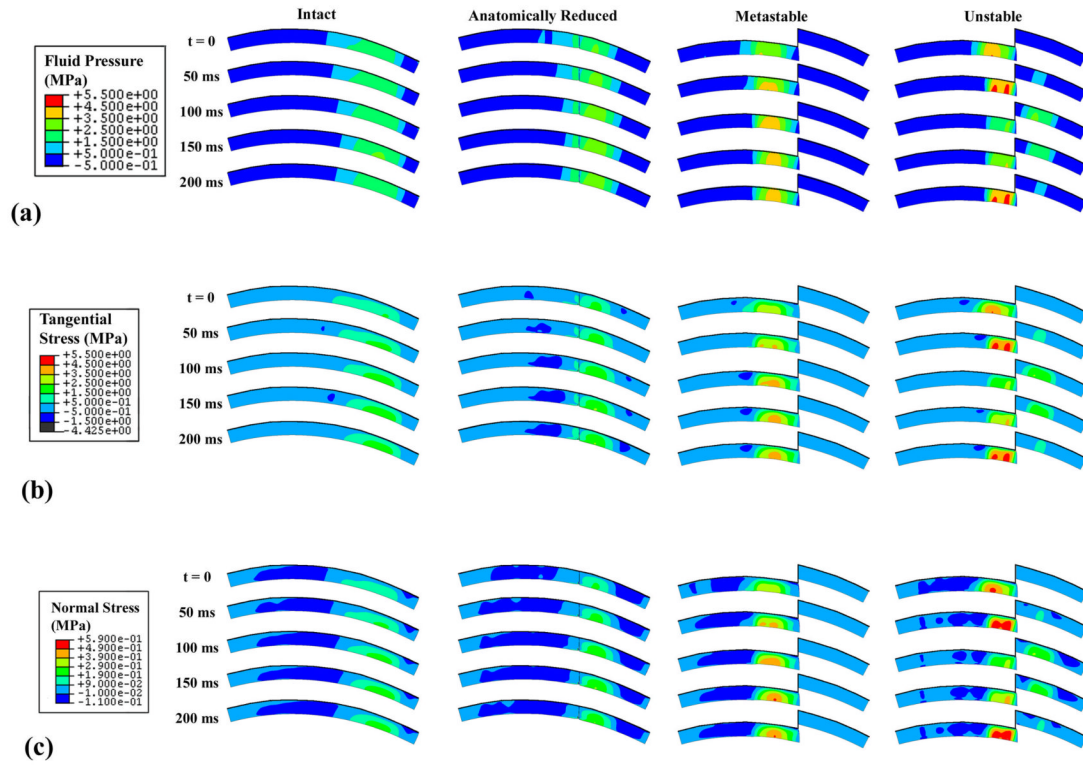 Intact Anatomically Reduced Metastable Unstable
t = 0
50 ms
100 ms
150 ms
200 ms
Fluid Pressure
(MPa)
+5.500e+00
+4.500e+00
+3.500e+00
+2.500e+00
+1.500e+00
+5.000e-01
-5.000e-01
(a)
t = 0
50 ms
100 ms
150 ms
200 ms
Tangential
Stress (MPa)
+5.500e+00
+4.500e+00
+3.500e+00
+2.500e+00
+1.500e+00
+5.000e-01
-5.000e-01
-1.500e+00
-4.425e+00
(b)
t = 0
50 ms
100 ms
150 ms
200 ms
Normal Stress
(MPa)
+5.900e-01
+4.900e-01
+3.900e-01
+2.900e-01
+1.900e-01
+9.000e-02
-1.000e-02
-1.100e-01
(c)